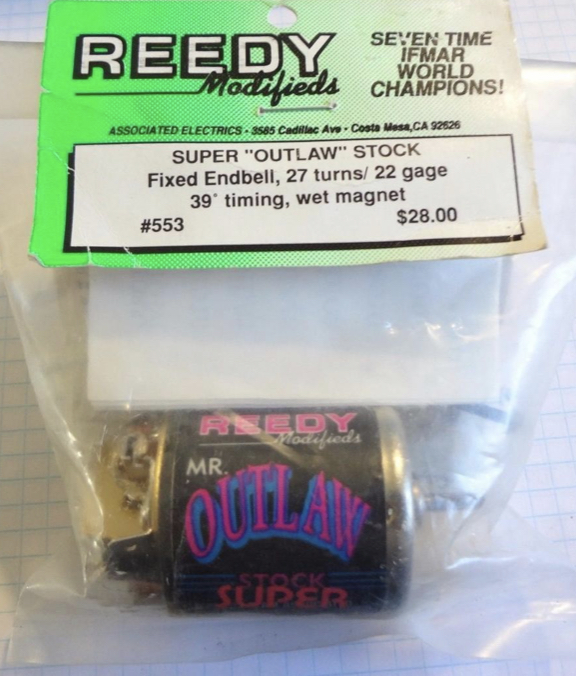 REEDY
Modifieds
SEVEN TIME
IFMAR
WORLD
CHAMPIONS!
ASSOCIATED ELECTRICS • 3585 Cadillac Ave • Costa Mesa, CA 92626
SUPER "OUTLAW" STOCK
Fixed Endbell, 27 turns/ 22 gage
39° timing, wet magnet
#553 $28.00
REEDY
Modifieds
MR.
OUTLAW
STOCK
SUPER